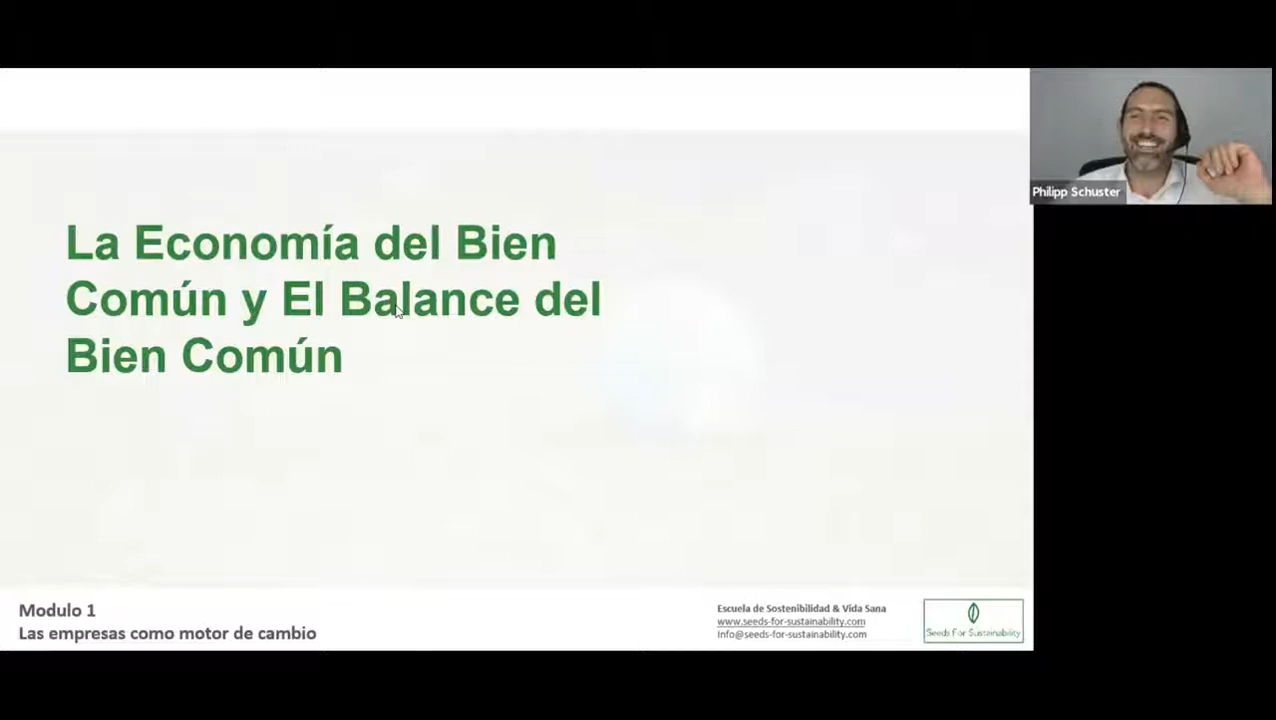 La Economía del Bien
Común y El Balance del
Bien Común
Philipp Schuster
Modulo 1
Las empresas como motor de cambio
Escuela de Sostenibilidad & Vida Sana
www.seeds-for-sustainability.com
Info@seeds-for-sustainability.com
Seeds For Sustainability